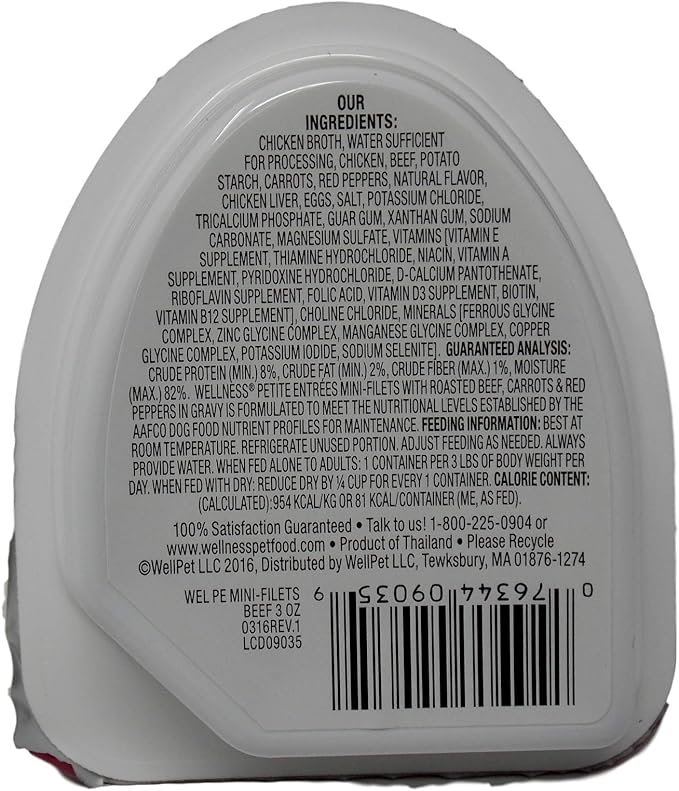 OUR
INGREDIENTS:
CHICKEN BROTH, WATER SUFFICIENT
FOR PROCESSING, CHICKEN, BEEF, POTATO
STARCH, CARROTS, RED PEPPERS, NATURAL FLAVOR,
CHICKEN LIVER, EGGS, SALT, POTASSIUM CHLORIDE,
TRICALCIUM PHOSPHATE, GUAR GUM, XANTHAN GUM, SODIUM
CARBONATE, MAGNESIUM SULFATE, VITAMINS [VITAMIN E
SUPPLEMENT, THIAMINE HYDROCHLORIDE, NIACIN, VITAMIN A
SUPPLEMENT, PYRIDOXINE HYDROCHLORIDE, D-CALCIUM PANTOTHENATE,
RIBOFLAVIN SUPPLEMENT, FOLIC ACID, VITAMIN D3 SUPPLEMENT, BIOTIN,
VITAMIN B12 SUPPLEMENT], CHOLINE CHLORIDE, MINERALS [FERROUS GLYCINE
COMPLEX, ZINC GLYCINE COMPLEX, MANGANESE GLYCINE COMPLEX, COPPER
GLYCINE COMPLEX, POTASSIUM IODIDE, SODIUM SELENITE]. GUARANTEED ANALYSIS:
CRUDE PROTEIN (MIN.) 8%, CRUDE FAT (MIN.) 2%, CRUDE FIBER (MAX.) 1%, MOISTURE
(MAX.) 82%. WELLNESS® PETITE ENTRÉES MINI-FILETS WITH ROASTED BEEF, CARROTS & RED
PEPPERS IN GRAVY IS FORMULATED TO MEET THE NUTRITIONAL LEVELS ESTABLISHED BY THE
AAFCO DOG FOOD NUTRIENT PROFILES FOR MAINTENANCE. FEEDING INFORMATION: BEST AT
ROOM TEMPERATURE. REFRIGERATE UNUSED PORTION. ADJUST FEEDING AS NEEDED. ALWAYS
PROVIDE WATER. WHEN FED ALONE TO ADULTS: 1 CONTAINER PER 3 LBS OF BODY WEIGHT PER
DAY. WHEN FED WITH DRY: REDUCE DRY BY ¼ CUP FOR EVERY 1 CONTAINER. CALORIE CONTENT:
(CALCULATED):954 KCAL/KG OR 81 KCAL/CONTAINER (ME, AS FED).
100% Satisfaction Guaranteed • Talk to us! 1-800-225-0904 or
www.wellnesspetfood.com • Product of Thailand • Please Recycle
©WellPet LLC 2016, Distributed by WellPet LLC, Tewksbury, MA 01876-1274
WEL PE MINI-FILETS
BEEF 3 OZ
0316REV.1
LCD09035
0 76344 09035 9